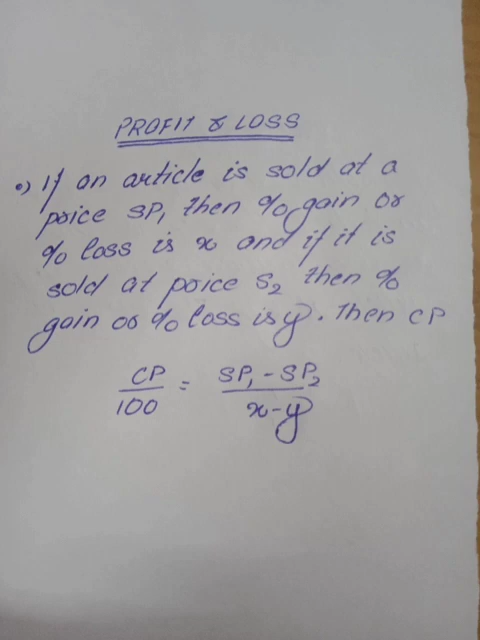 PROFIT & LOSS
•) If an article is sold at a
price SP₁ then % gain or
% loss is x and if it is
sold at price S₂ then %
gain or % loss is y. Then CP
CP/100 = SP₁ - SP₂/x-y